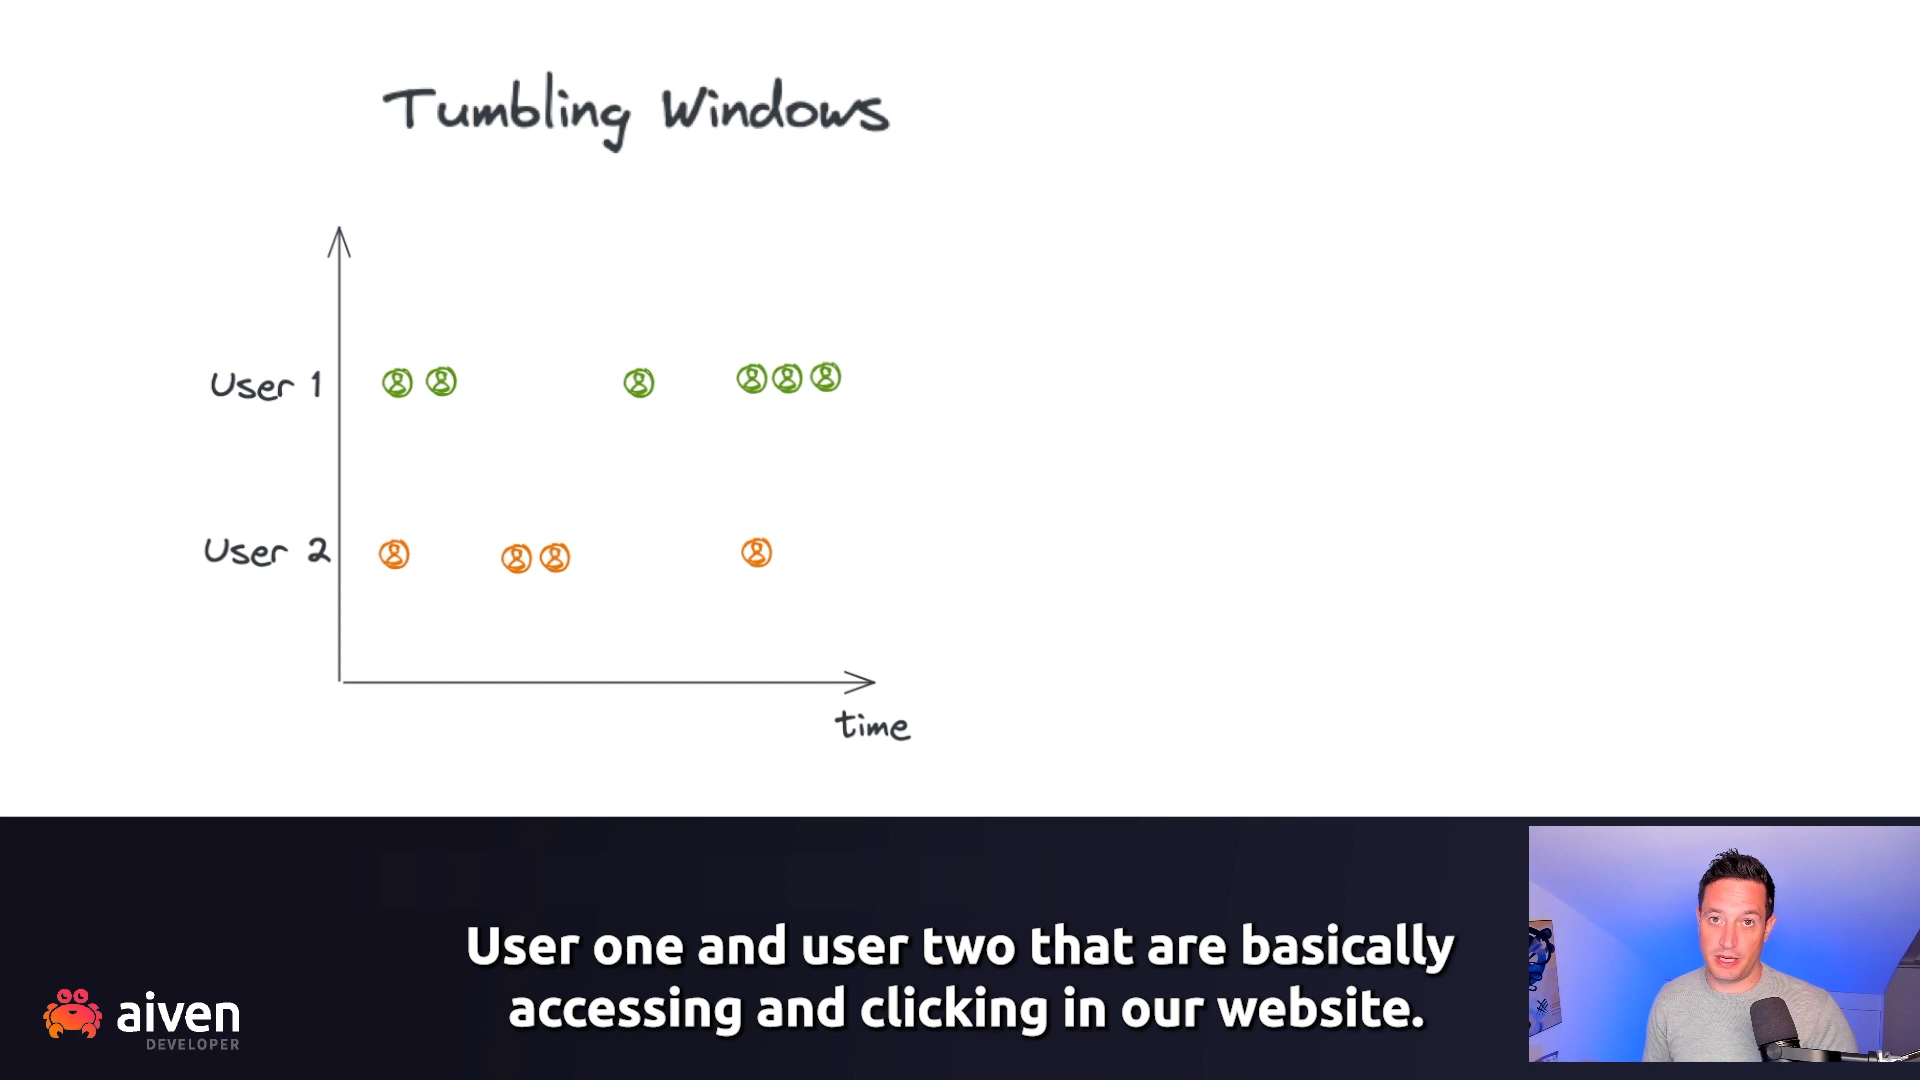 Tumbling Windows
User 1
User 2
time
User one and user two that are basically
accessing and clicking in our website.
aiven
DEVELOPER